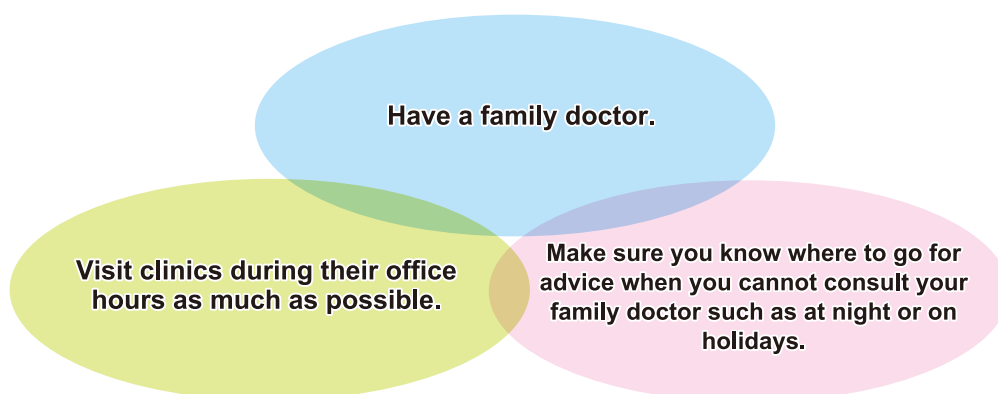 Have a family doctor.
Visit clinics during their office
hours as much as possible.
Make sure you know where to go for
advice when you cannot consult your
family doctor such as at night or on
holidays.